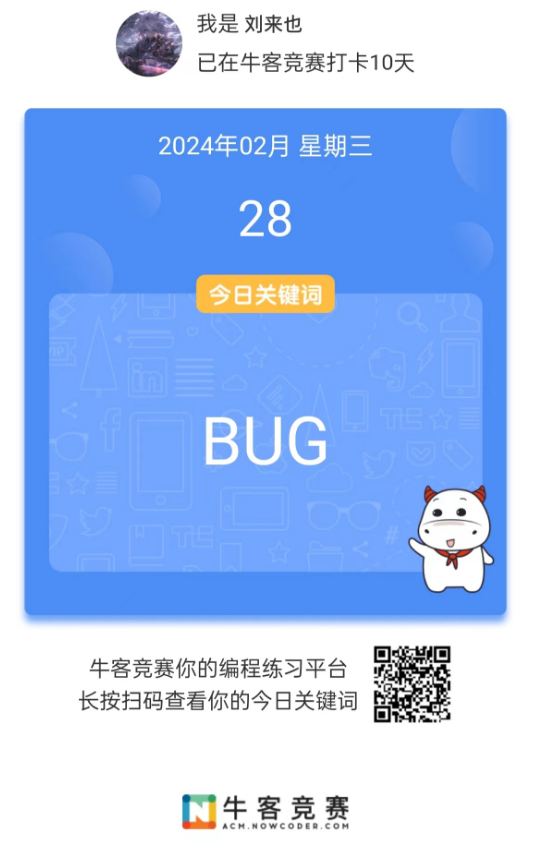 我是 刘来也
已在牛客竞赛打卡10天
2024年02月 星期三
28
今日关键词
BUG
牛客竞赛你的编程练习平台
长按扫码查看你的今日关键词
牛客竞赛
ACM.NOWCODER.COM